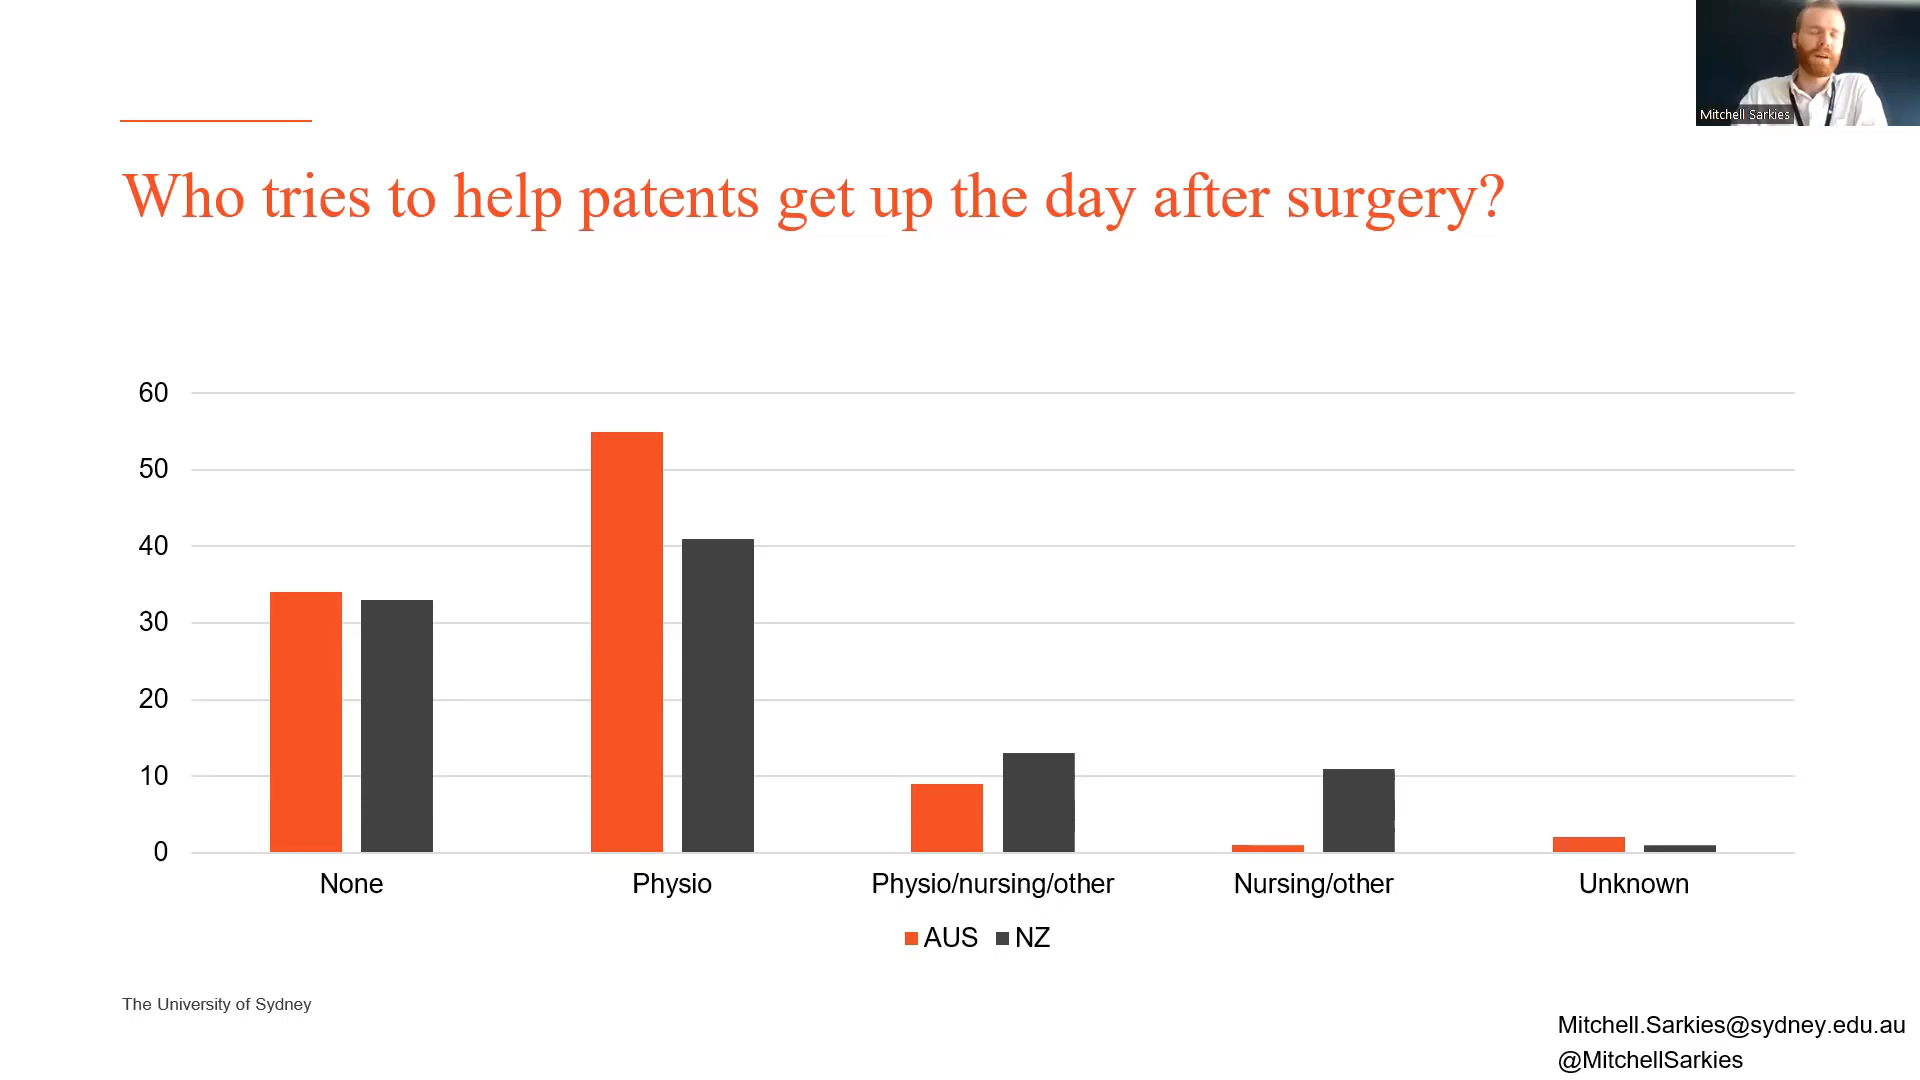 Mitchell Sarkies
Who tries to help patents get up the day after surgery?
60
50
40
30
20
10
0
None Physio Physio/nursing/other Nursing/other Unknown
AUS NZ
The University of Sydney
Mitchell.Sarkies@sydney.edu.au
@MitchellSarkies